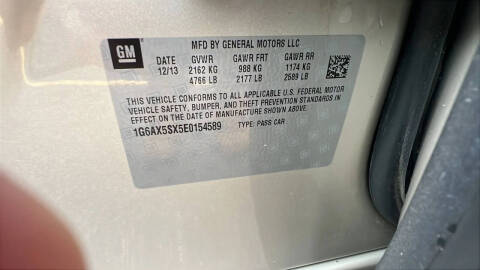 GM
MFD BY GENERAL MOTORS LLC
DATE GVWR GAWR FRT GAWR RR
12/13 2162 KG 988 KG 1174 KG
4766 LB 2177 LB 2589 LB
THIS VEHICLE CONFORMS TO ALL APPLICABLE U.S. FEDERAL MOTOR
VEHICLE SAFETY, BUMPER, AND THEFT PREVENTION STANDARDS IN
EFFECT ON THE DATE OF MANUFACTURE SHOWN ABOVE.
1G6AX5SX5E0154589 TYPE: PASS CAR